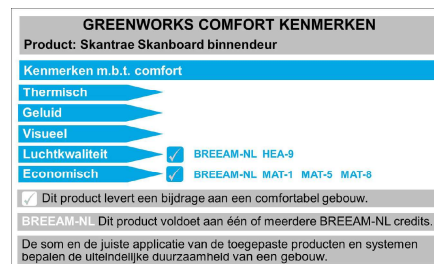 GREENWORKS COMFORT KENMERKEN
Product: Skantrae Skanboard binnendeur
Kenmerken m.b.t. comfort
Thermisch
Geluid
Visueel
Luchtkwaliteit BREEAM-NL HEA-9
Economisch BREEAM-NL MAT-1 MAT-5 MAT-8
Dit product levert een bijdrage aan een comfortabel gebouw.
BREEAM-NL Dit product voldoet aan één of meerdere BREEAM-NL credits.
De som en de juiste applicatie van de toegepaste producten en systemen
bepalen de uiteindelijke duurzaamheid van een gebouw.